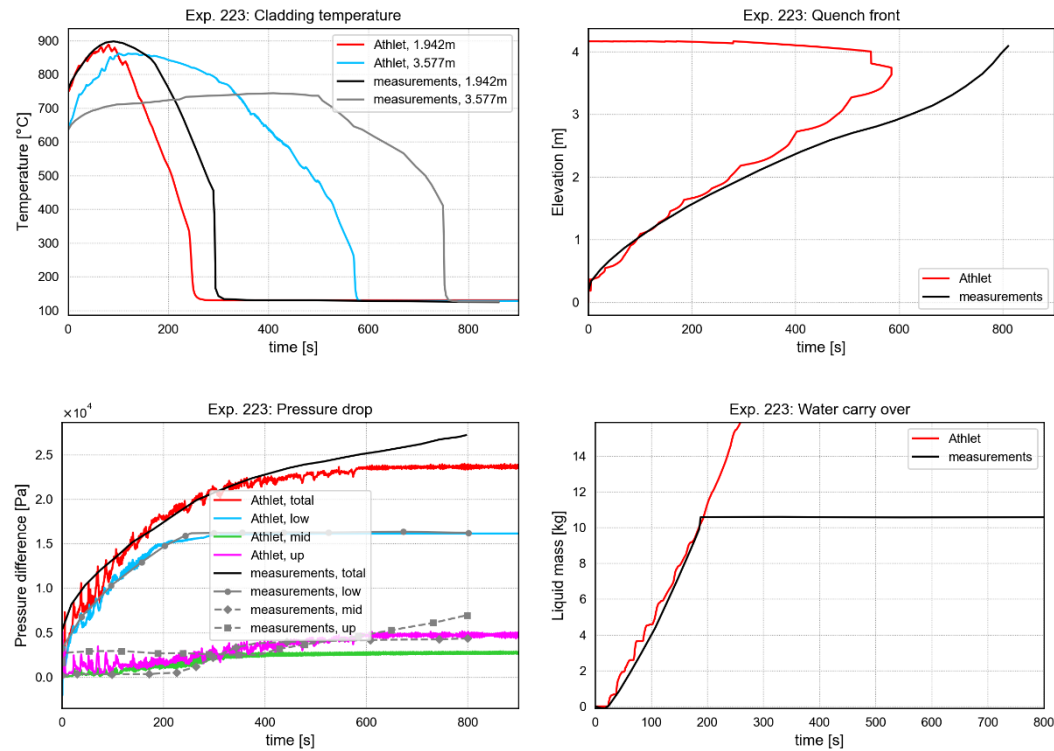 Exp. 223: Cladding temperature
900
800
700
600
500
400
300
200
100
Temperature [°C]
0
200
400
600
800
time [s]
Athlet, 1.942m
Athlet, 3.577m
measurements, 1.942m
measurements, 3.577m
Exp. 223: Quench front
4
3
2
1
0
Elevation [m]
0
200
400
600
800
time [s]
Athlet
measurements
Exp. 223: Pressure drop
×10⁴
2.5
2.0
1.5
1.0
0.5
0.0
Pressure difference [Pa]
0
200
400
600
800
time [s]
Athlet, total
Athlet, low
Athlet, mid
Athlet, up
measurements, total
measurements, low
measurements, mid
measurements, up
Exp. 223: Water carry over
14
12
10
8
6
4
2
0
Liquid mass [kg]
0
100
200
300
400
500
600
700
800
time [s]
Athlet
measurements